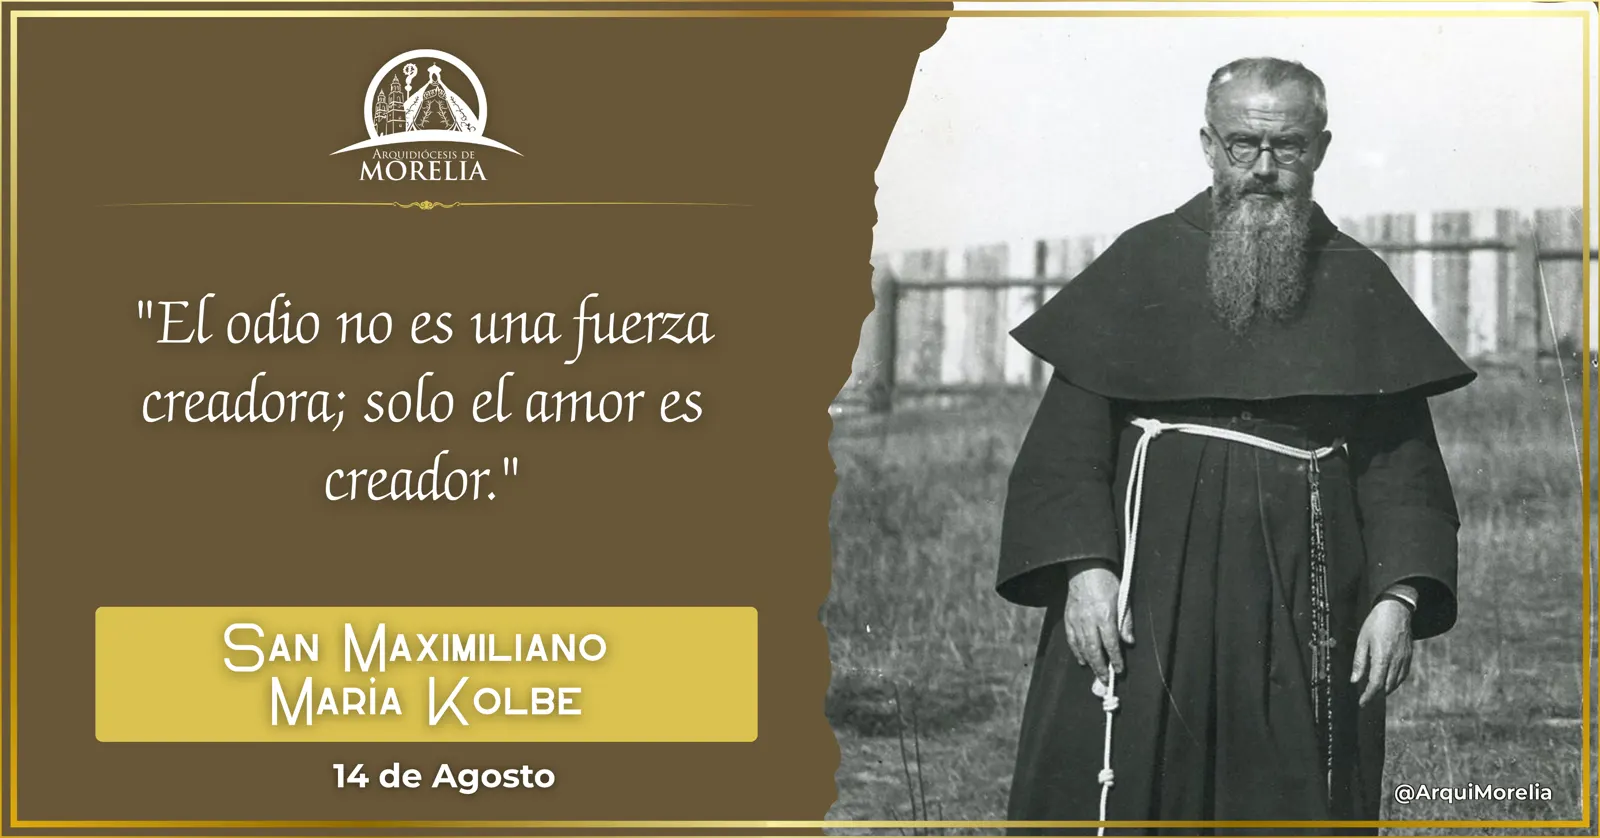 ARQUIDIÓCESIS DE
MORELIA
"El odio no es una fuerza
creadora; solo el amor es
creador."
San Maximiliano
María Kolbe
14 de Agosto
@ArquiMorelia